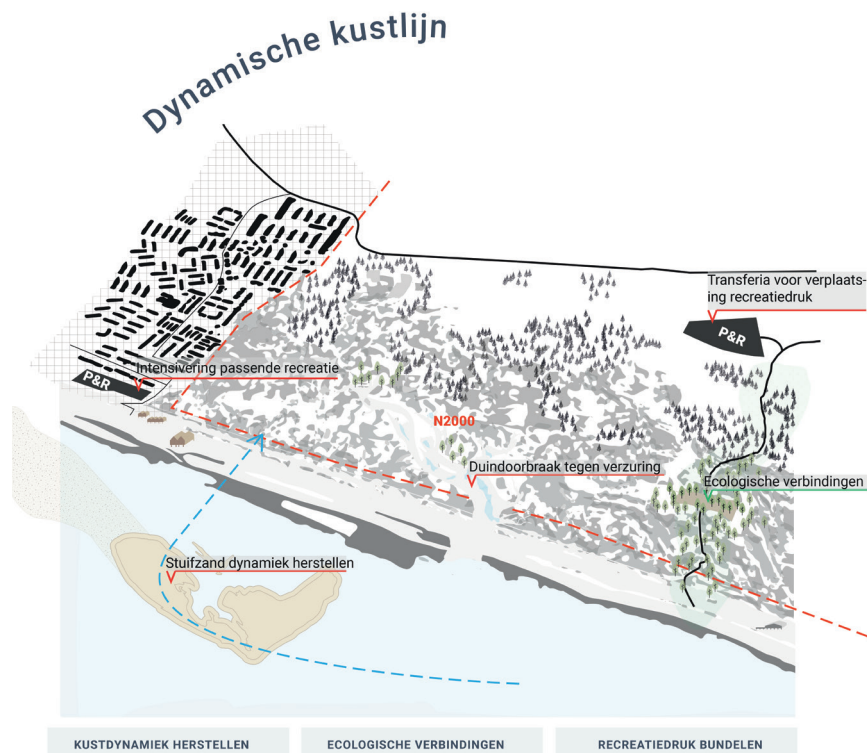 Dynamische kustlijn
Transferia voor verplaats-
ing recreatiedruk
P&R
Intensivering passende recreatie
P&R
N2000
Duindoorbraak tegen verzuring
Ecologische verbindingen
Stuifzand dynamiek herstellen
KUSTDYNAMIEK HERSTELLEN
ECOLOGISCHE VERBINDINGEN
RECREATIEDRUK BUNDELEN